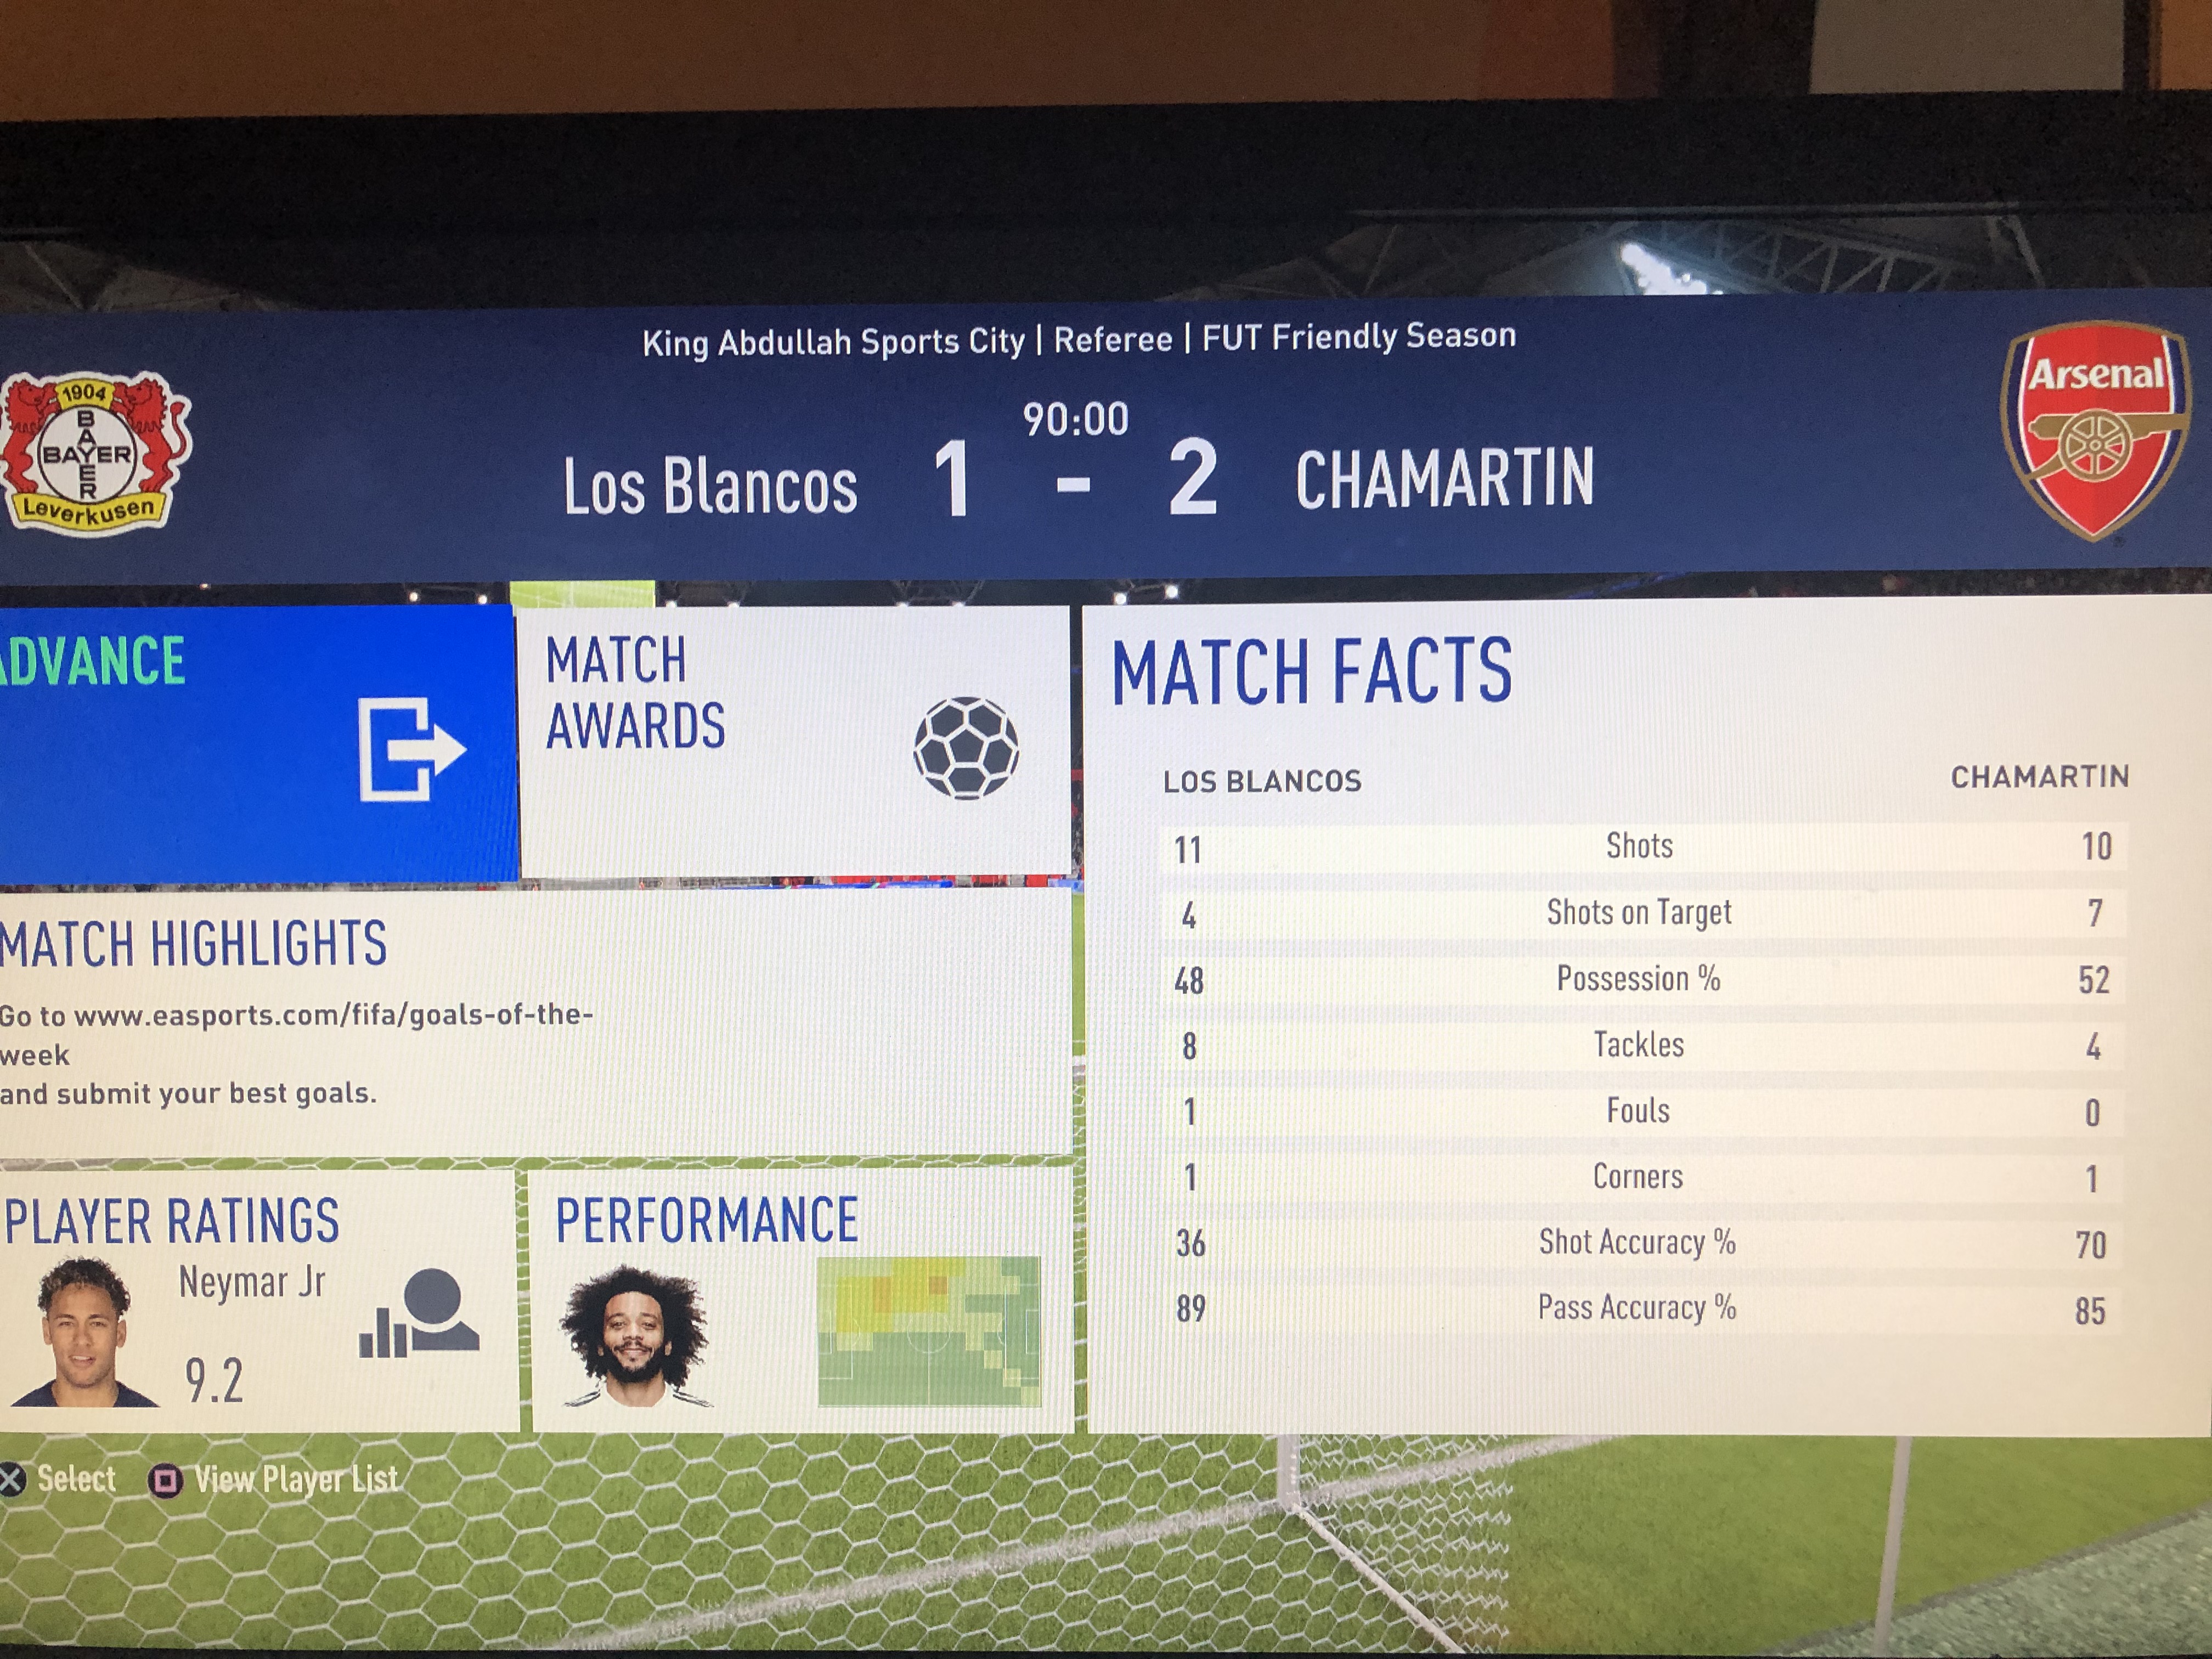 King Abdullah Sports City | Referee | FUT Friendly Season
90:00
Los Blancos 1 - 2 CHAMARTIN
1904
BAYER
BAYER
Leverkusen
Arsenal
ADVANCE
MATCH
AWARDS
MATCH HIGHLIGHTS
Go to www.easports.com/fifa/goals-of-the-
week
and submit your best goals.
PLAYER RATINGS
Neymar Jr
9.2
PERFORMANCE
MATCH FACTS
LOS BLANCOS CHAMARTIN
11 Shots 10
4 Shots on Target 7
48 Possession % 52
8 Tackles 4
1 Fouls 0
1 Corners 1
36 Shot Accuracy % 70
89 Pass Accuracy % 85
Select View Player List